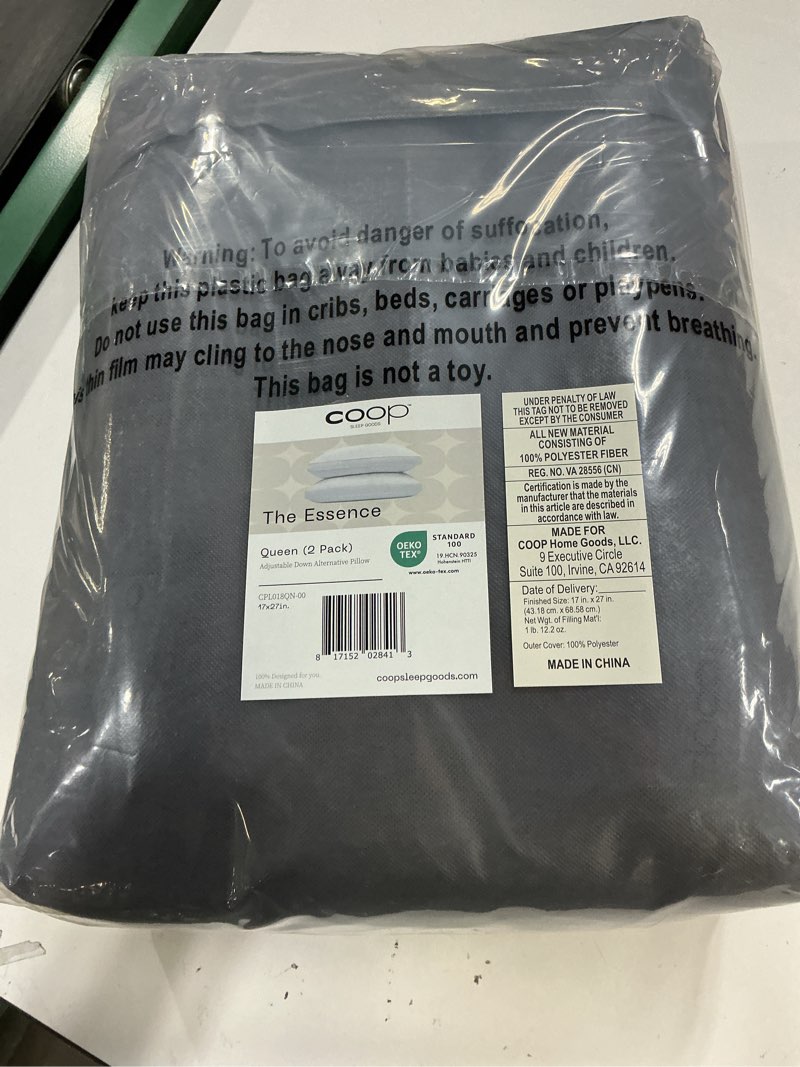 Warning: To avoid danger of suffocation,
keep this plastic bag away from babies and children.
Do not use this bag in cribs, beds, carriages or playpens.
thin film may cling to the nose and mouth and prevent breathing.
This bag is not a toy.
coop™
SLEEP GOODS
The Essence
Queen (2 Pack)
Adjustable Down Alternative Pillow
OEKO
TEX®
STANDARD
100
19.HCN.90325
Hohenstein HTTI
www.oeko-tex.com
CPL018QN-00
17x27in.
8 17152 02841 3
100% Designed for you.
MADE IN CHINA
coopsleepgoods.com
UNDER PENALTY OF LAW
THIS TAG NOT TO BE REMOVED
EXCEPT BY THE CONSUMER
ALL NEW MATERIAL
CONSISTING OF
100% POLYESTER FIBER
REG. NO. VA 28556 (CN)
Certification is made by the
manufacturer that the materials
in this article are described in
accordance with law.
MADE FOR
COOP Home Goods, LLC.
9 Executive Circle
Suite 100, Irvine, CA 92614
Date of Delivery:
Finished Size: 17 in. x 27 in.
(43.18 cm. x 68.58 cm.)
Net Wgt. of Filling Mat'l:
1 lb. 12.2 oz.
Outer Cover: 100% Polyester
MADE IN CHINA